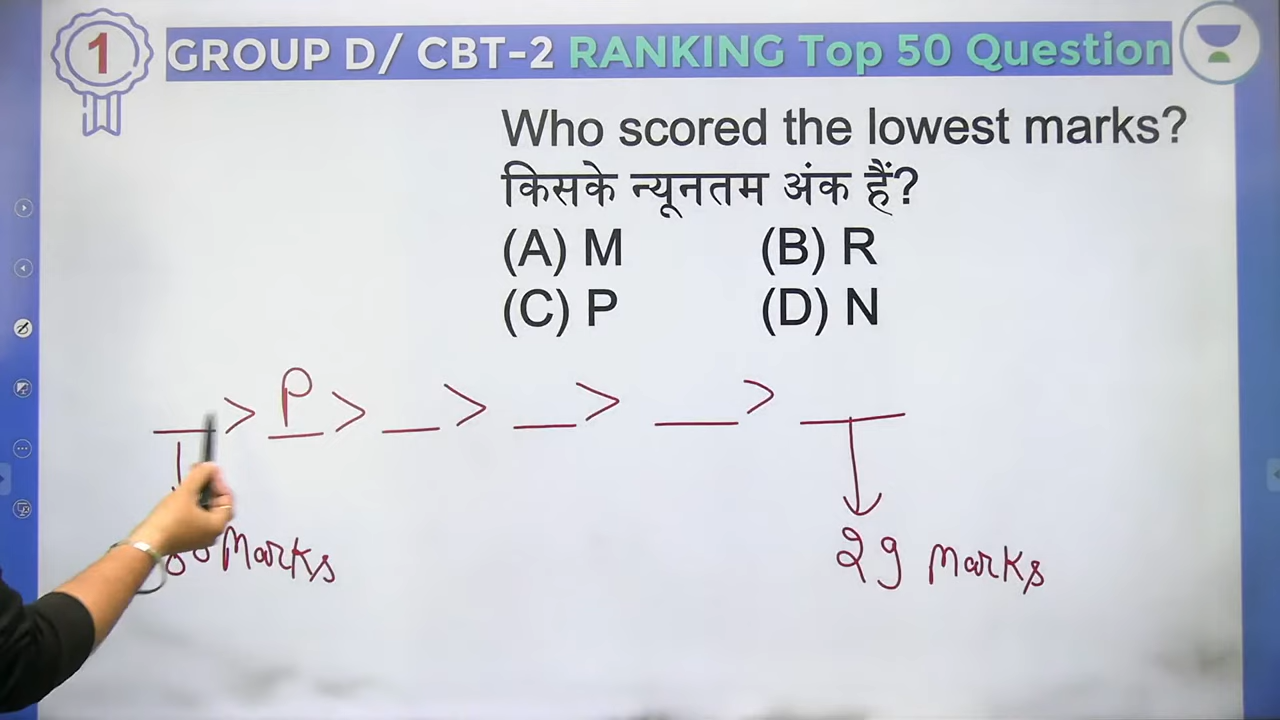 1
GROUP D/ CBT-2 RANKING Top 50 Question
Who scored the lowest marks?
किसके न्यूनतम अंक हैं?
(A) M (B) R
(C) P (D) N
> P > > > >
Marks 29 Marks